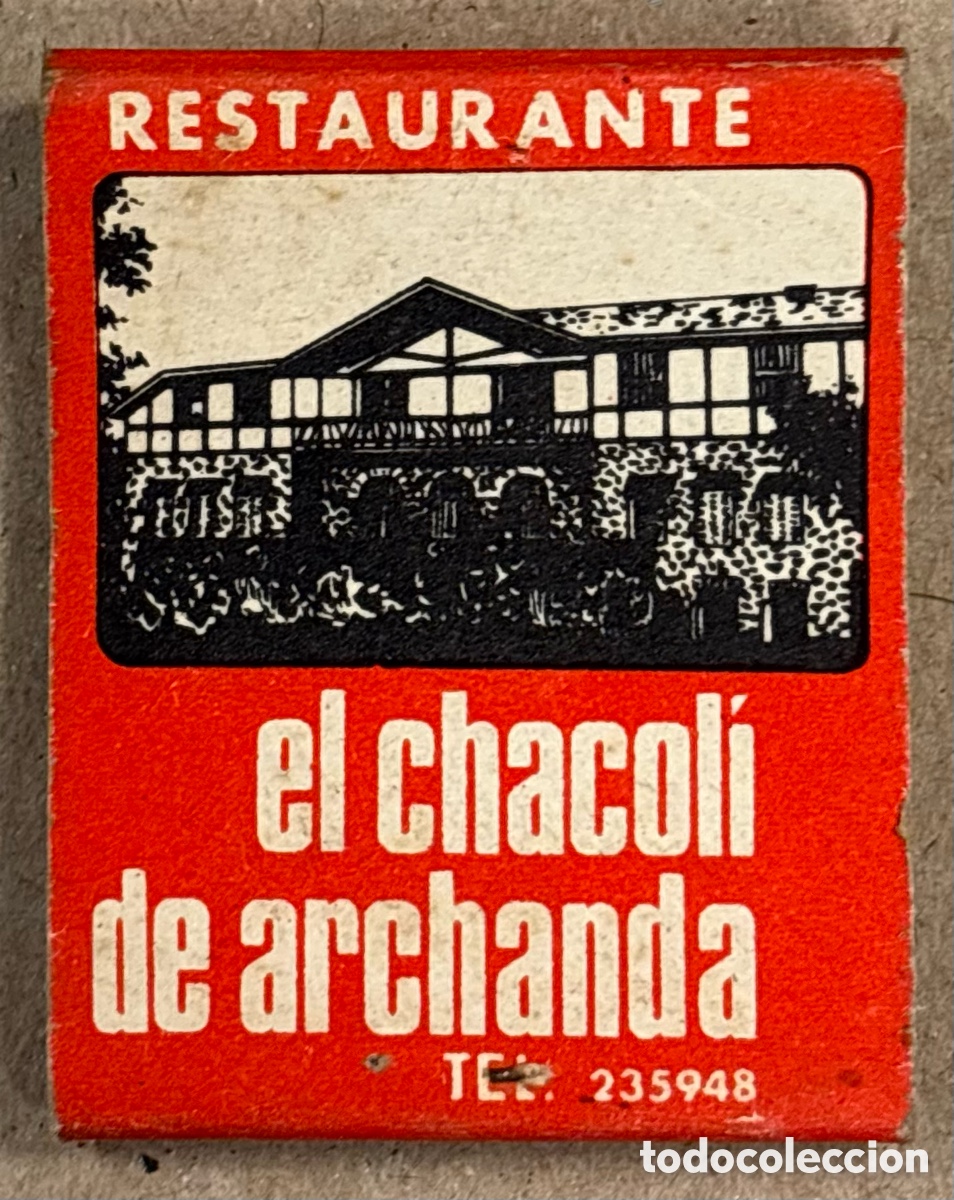 RESTAURANTE
el chacolí
de archanda
TEL. 235948
todocoleccion